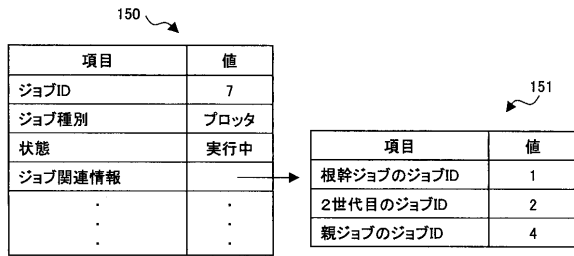 150
項目 値
ジョブID 7
ジョブ種別 プロッタ
状態 実行中
ジョブ関連情報
151
項目 値
根幹ジョブのジョブID 1
2世代目のジョブID 2
親ジョブのジョブID 4